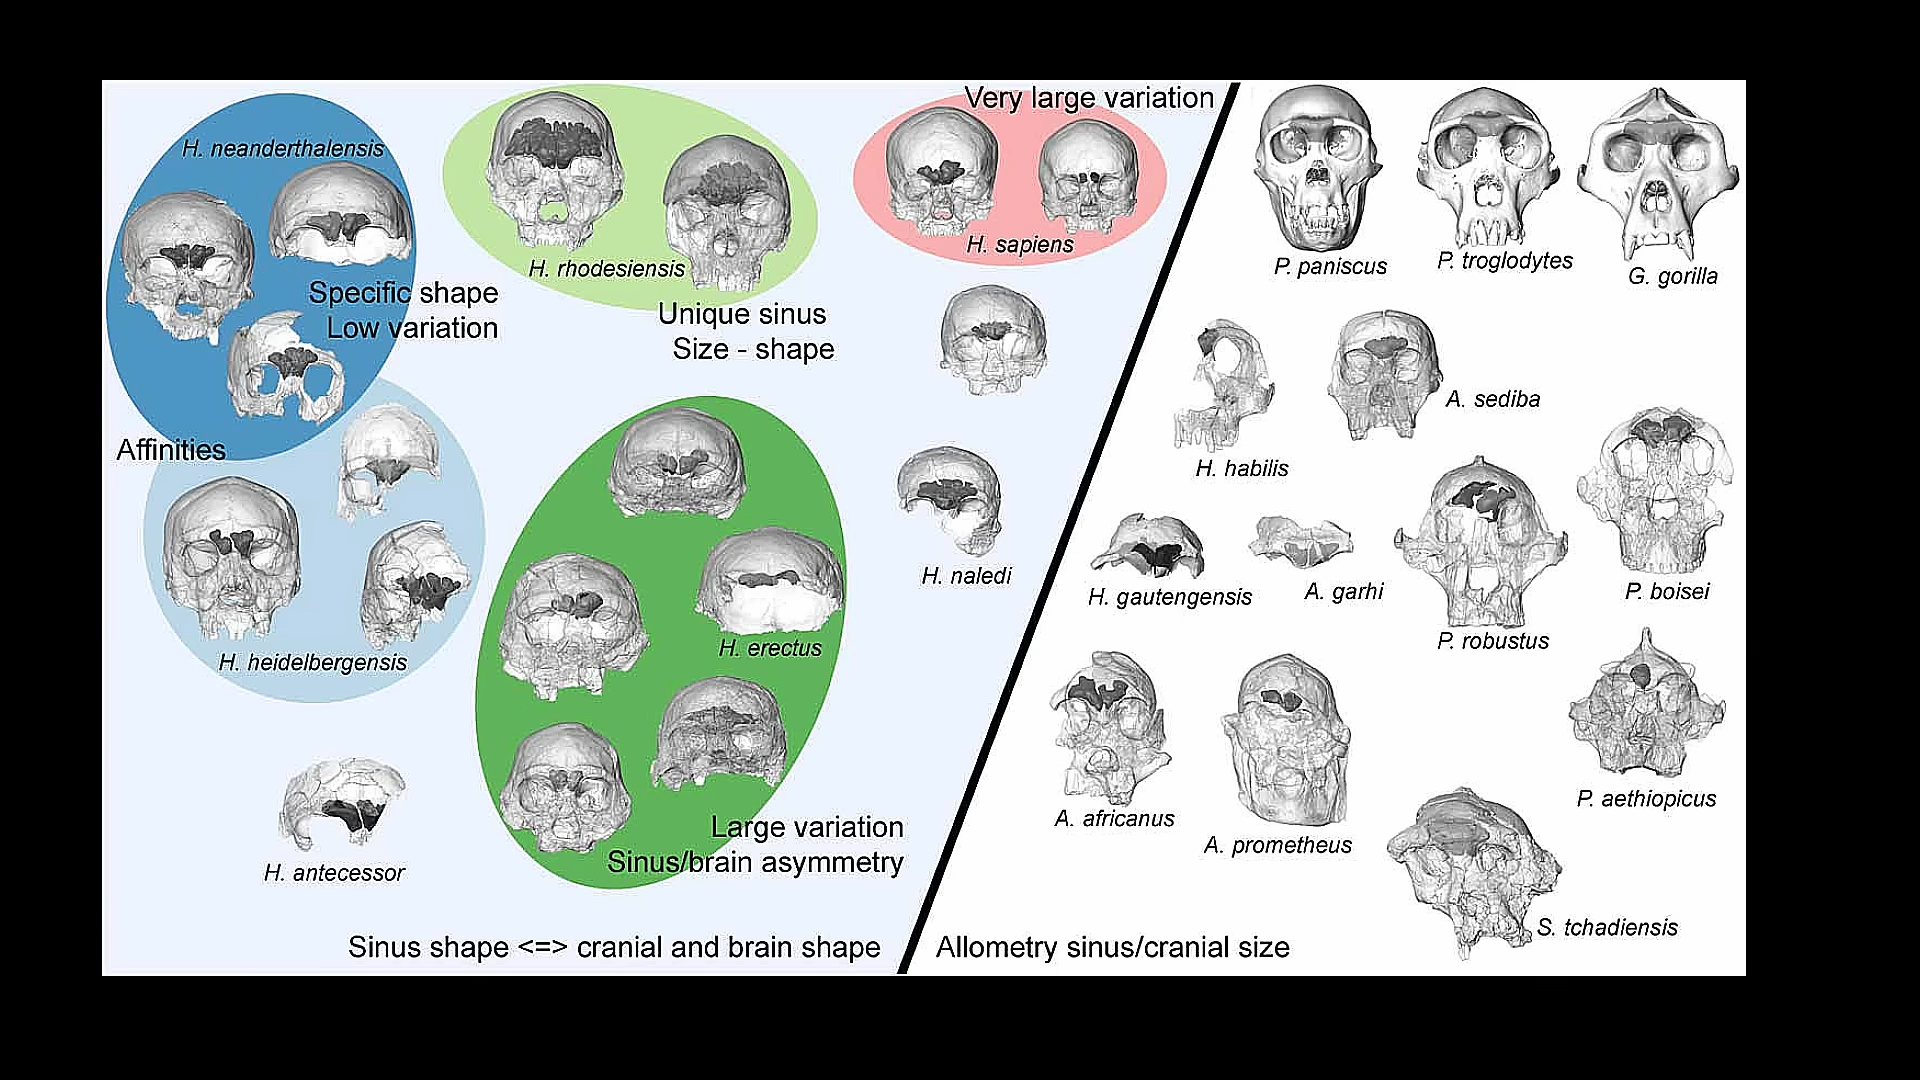 Very large variation
H. neanderthalensis
H. sapiens
H. rhodesiensis
Specific shape
Low variation
Unique sinus
Size - shape
Affinities
H. naledi
H. erectus
H. heidelbergensis
Large variation
Sinus/brain asymmetry
H. antecessor
Sinus shape <=> cranial and brain shape
P. paniscus
P. troglodytes
G. gorilla
A. sediba
H. habilis
H. gautengensis
A. garhi
P. boisei
P. robustus
P. aethiopicus
A. africanus
A. prometheus
S. tchadiensis
Allometry sinus/cranial size